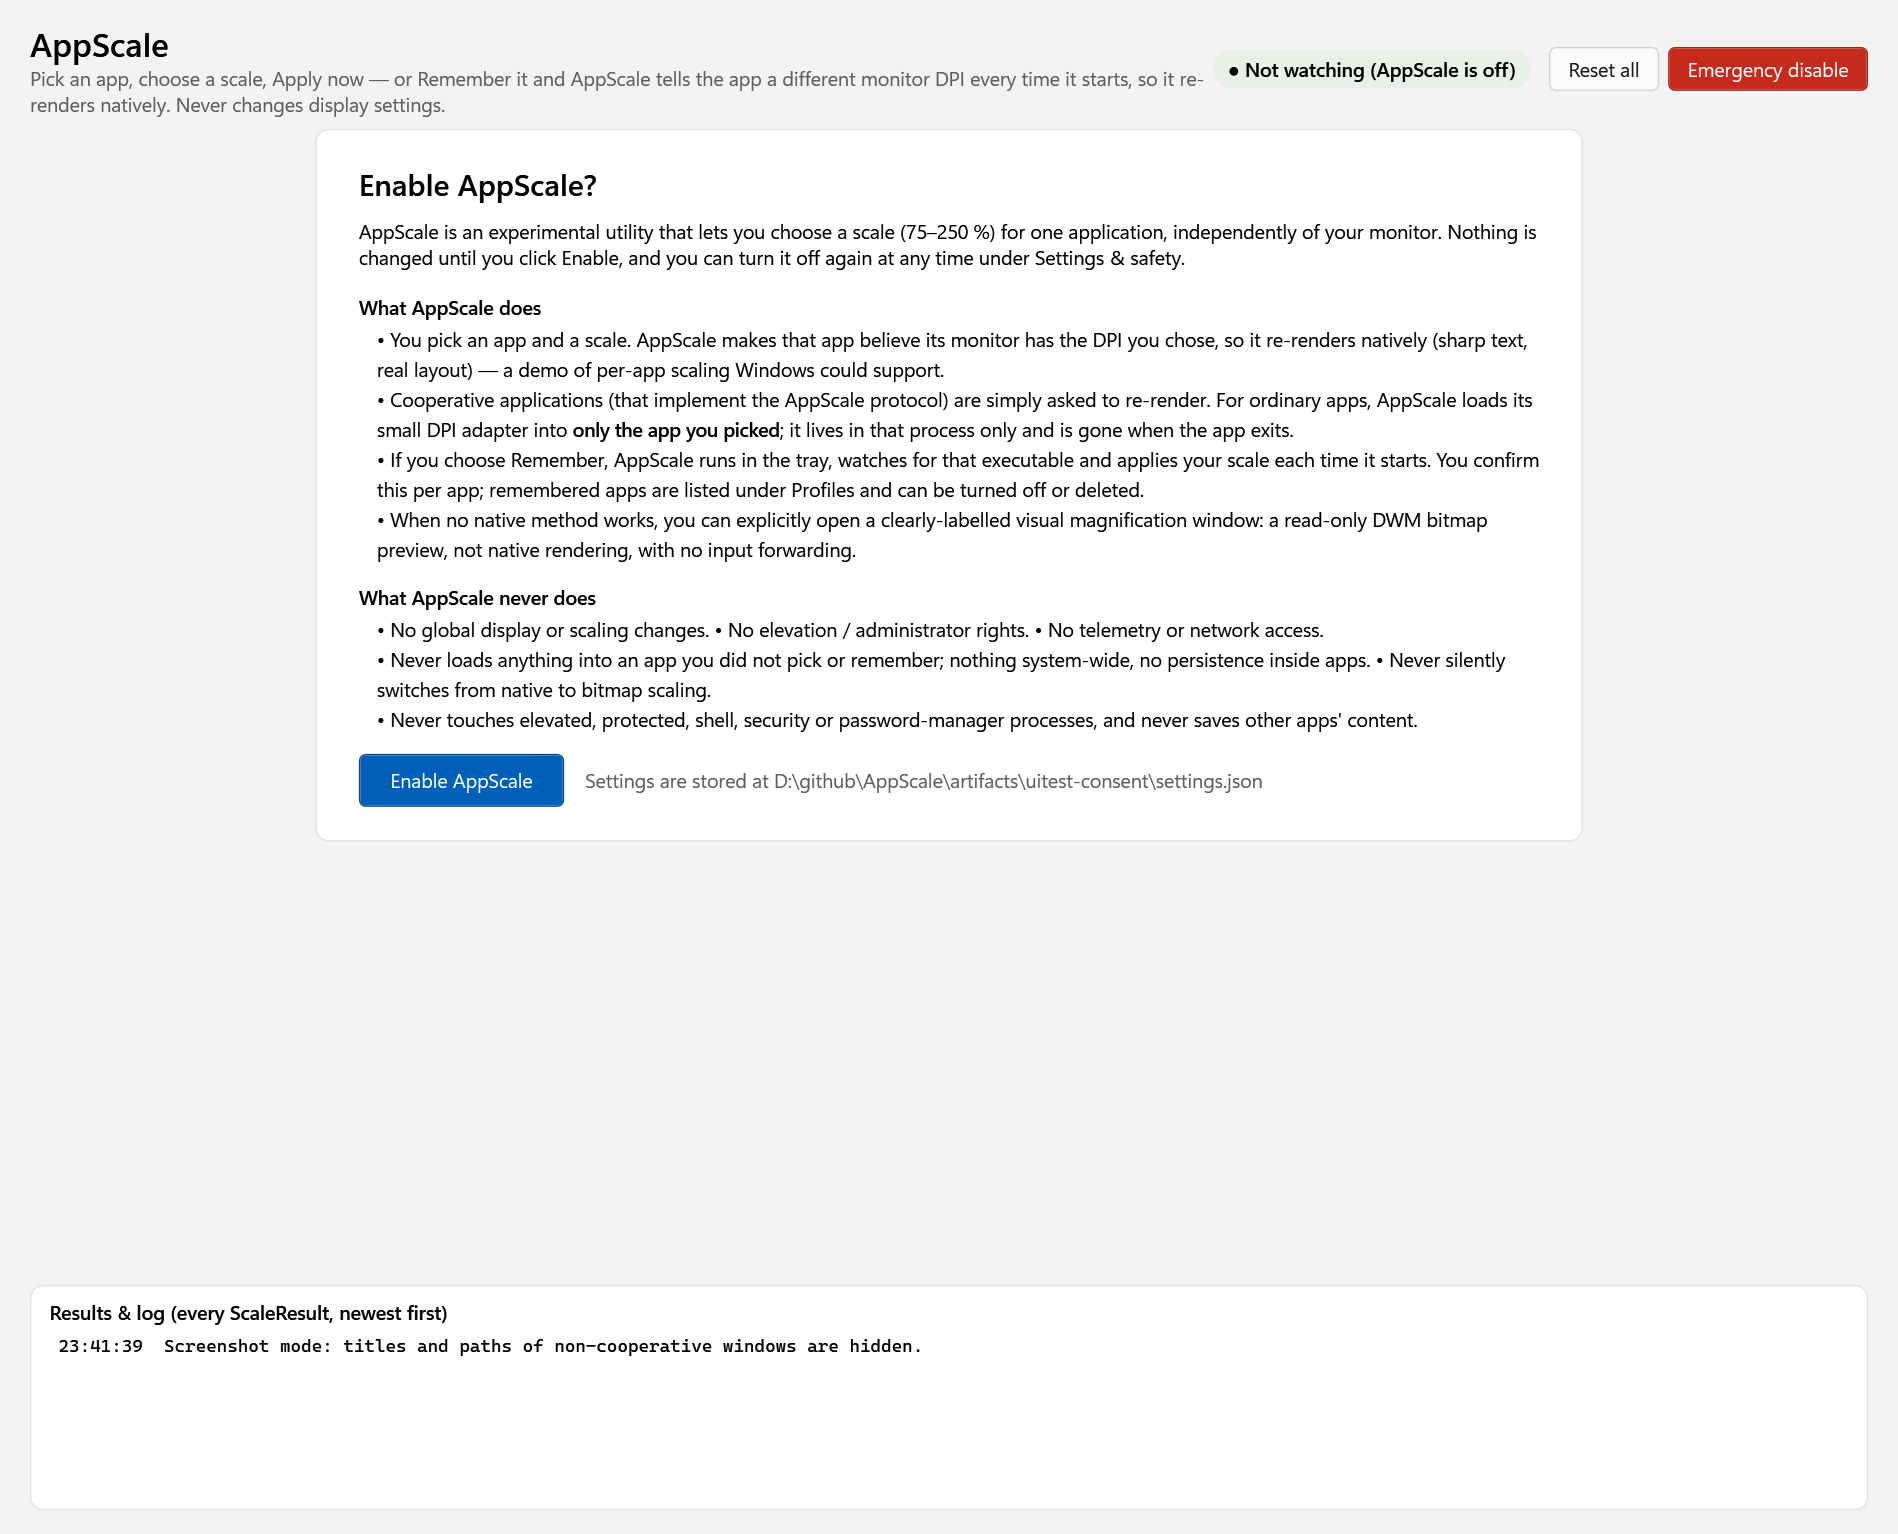 AppScale
Pick an app, choose a scale, Apply now — or Remember it and AppScale tells the app a different monitor DPI every time it starts, so it re-
renders natively. Never changes display settings.
● Not watching (AppScale is off)
Reset all
Emergency disable
Enable AppScale?
AppScale is an experimental utility that lets you choose a scale (75–250 %) for one application, independently of your monitor. Nothing is
changed until you click Enable, and you can turn it off again at any time under Settings & safety.
What AppScale does
• You pick an app and a scale. AppScale makes that app believe its monitor has the DPI you chose, so it re-renders natively (sharp text,
real layout) — a demo of per-app scaling Windows could support.
• Cooperative applications (that implement the AppScale protocol) are simply asked to re-render. For ordinary apps, AppScale loads its
small DPI adapter into only the app you picked; it lives in that process only and is gone when the app exits.
• If you choose Remember, AppScale runs in the tray, watches for that executable and applies your scale each time it starts. You confirm
this per app; remembered apps are listed under Profiles and can be turned off or deleted.
• When no native method works, you can explicitly open a clearly-labelled visual magnification window: a read-only DWM bitmap
preview, not native rendering, with no input forwarding.
What AppScale never does
• No global display or scaling changes. • No elevation / administrator rights. • No telemetry or network access.
• Never loads anything into an app you did not pick or remember; nothing system-wide, no persistence inside apps. • Never silently
switches from native to bitmap scaling.
• Never touches elevated, protected, shell, security or password-manager processes, and never saves other apps' content.
Enable AppScale
Settings are stored at D:\github\AppScale\artifacts\uitest-consent\settings.json
Results & log (every ScaleResult, newest first)
23:41:39  Screenshot mode: titles and paths of non-cooperative windows are hidden.